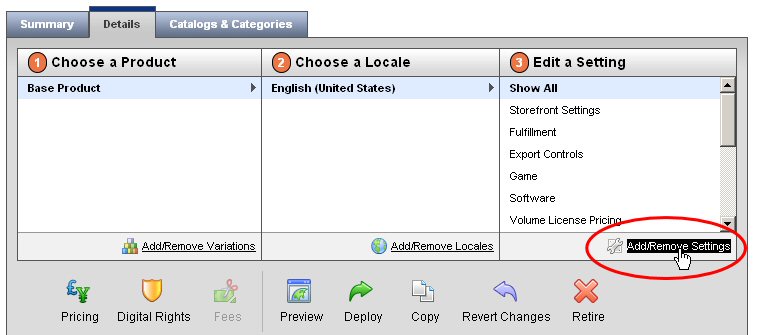 Summary Details Catalogs & Categories
1 Choose a Product 2 Choose a Locale 3 Edit a Setting
Base Product English (United States) Show All
Storefront Settings
Fulfillment
Export Controls
Game
Software
Volume License Pricing
Add/Remove Variations Add/Remove Locales Add/Remove Settings
Pricing Digital Rights Fees Preview Deploy Copy Revert Changes Retire